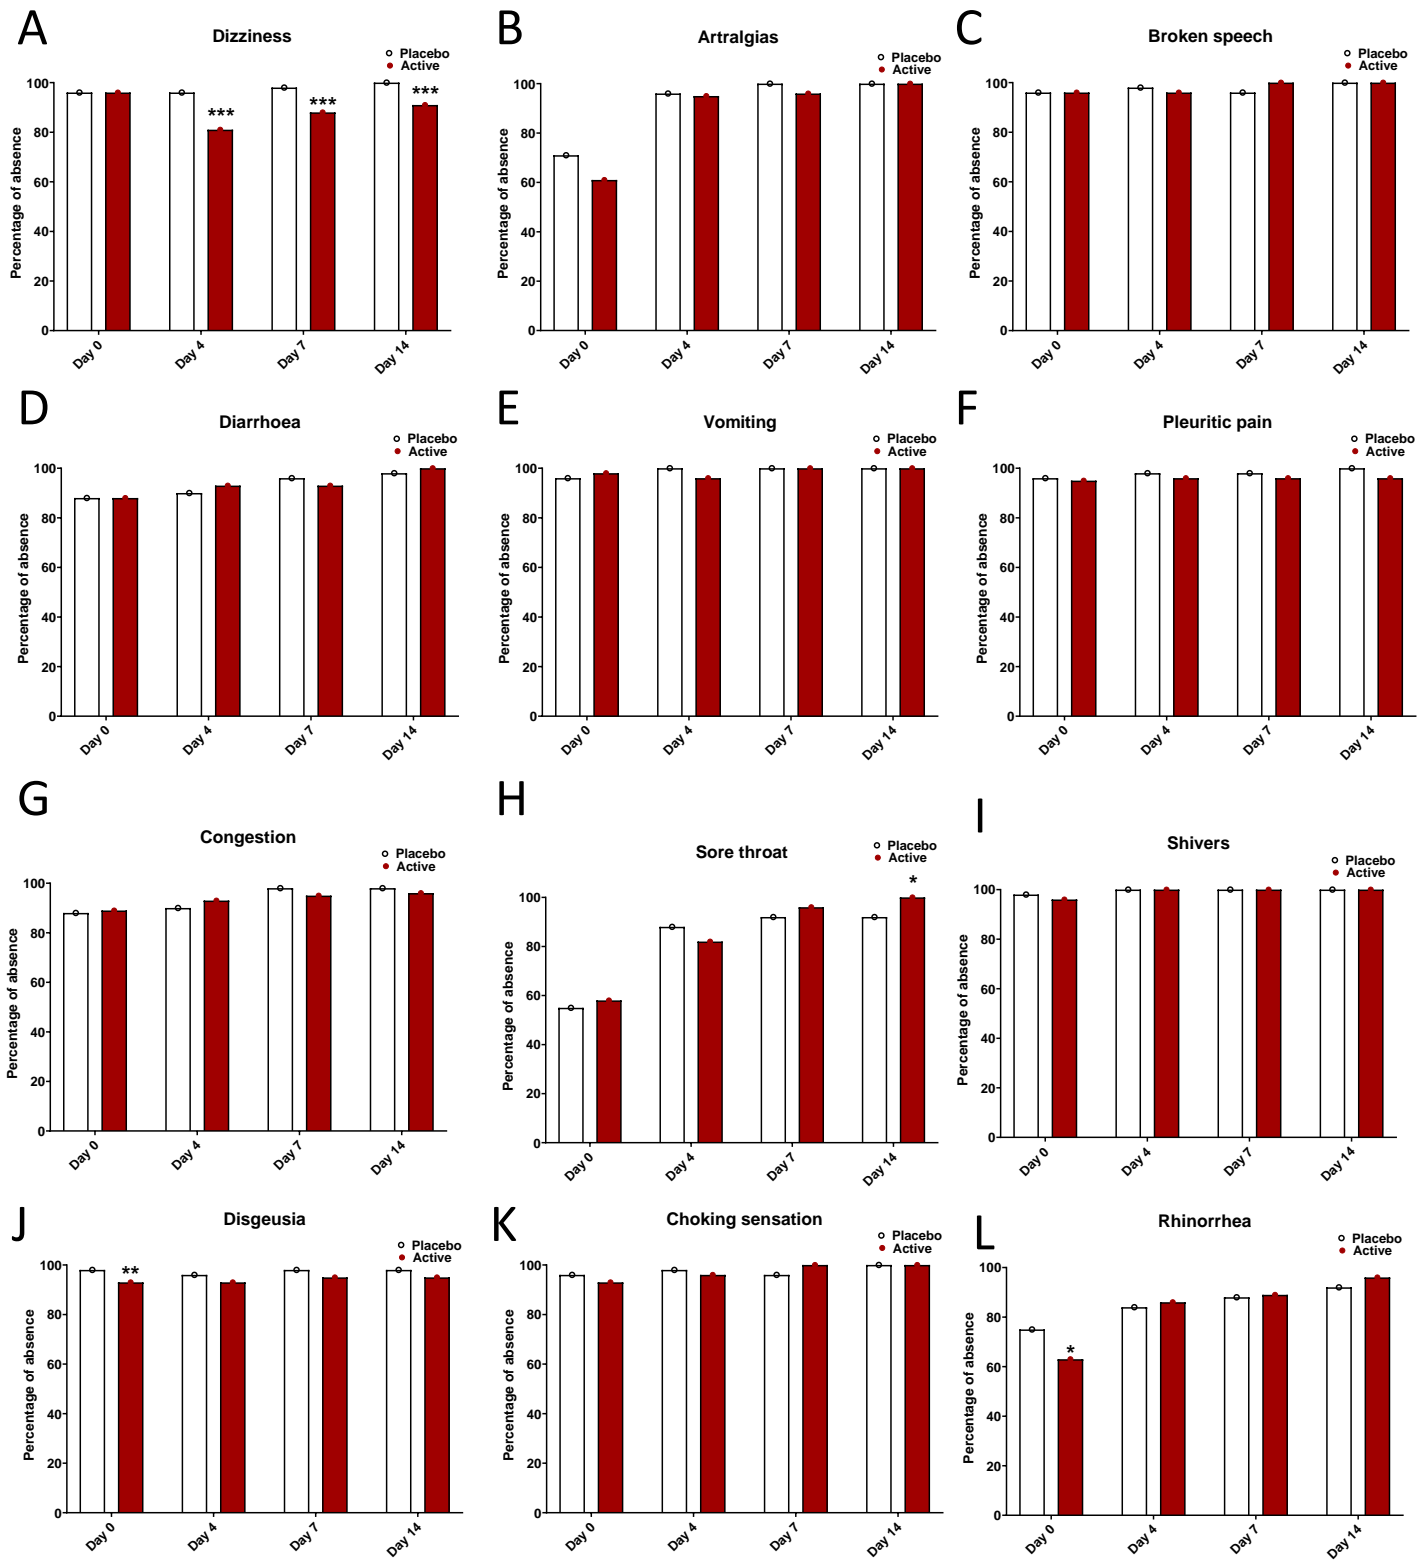 A
Dizziness
Placebo
Active
Percentage of absence
100
80
60
40
20
0
***
***
***
Day 0
Day 4
Day 7
Day 14
B
Artralgias
Placebo
Active
Percentage of absence
100
80
60
40
20
0
Day 0
Day 4
Day 7
Day 14
C
Broken speech
Placebo
Active
Percentage of absence
100
80
60
40
20
0
Day 0
Day 4
Day 7
Day 14
D
Diarrhoea
Placebo
Active
Percentage of absence
100
80
60
40
20
0
Day 0
Day 4
Day 7
Day 14
E
Vomiting
Placebo
Active
Percentage of absence
100
80
60
40
20
0
Day 0
Day 4
Day 7
Day 14
F
Pleuritic pain
Placebo
Active
Percentage of absence
100
80
60
40
20
0
Day 0
Day 4
Day 7
Day 14
G
Congestion
Placebo
Active
Percentage of absence
100
80
60
40
20
0
Day 0
Day 4
Day 7
Day 14
H
Sore throat
Placebo
Active
Percentage of absence
100
80
60
40
20
0
*
Day 0
Day 4
Day 7
Day 14
I
Shivers
Placebo
Active
Percentage of absence
100
80
60
40
20
0
Day 0
Day 4
Day 7
Day 14
J
Disgeusia
Placebo
Active
Percentage of absence
100
80
60
40
20
0
**
Day 0
Day 4
Day 7
Day 14
K
Choking sensation
Placebo
Active
Percentage of absence
100
80
60
40
20
0
Day 0
Day 4
Day 7
Day 14
L
Rhinorrhea
Placebo
Active
Percentage of absence
100
80
60
40
20
0
*
Day 0
Day 4
Day 7
Day 14